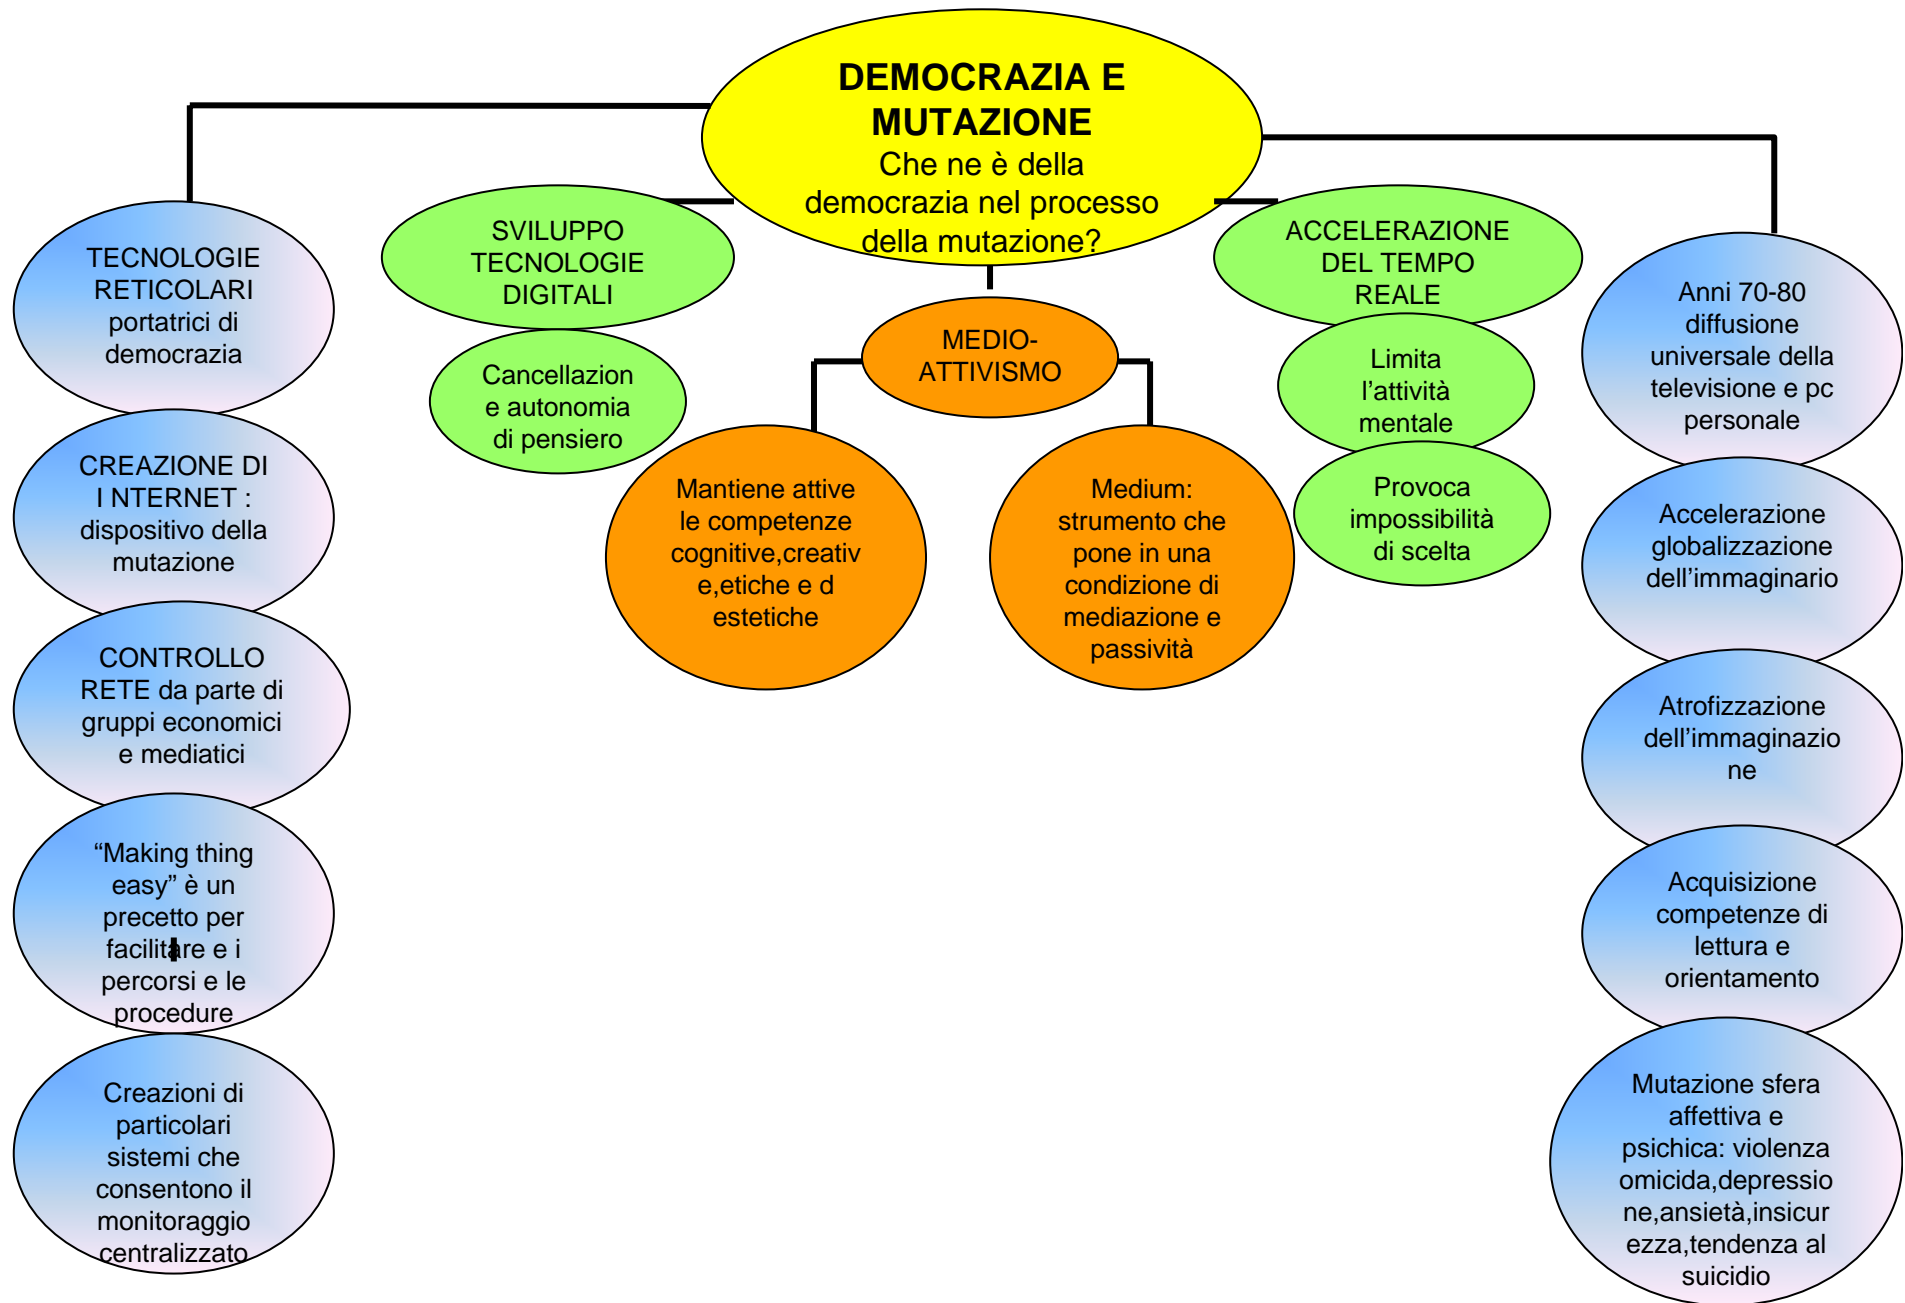 DEMOCRAZIA E
MUTAZIONE
Che ne è della
democrazia nel processo
della mutazione?
TECNOLOGIE
RETICOLARI
portatrici di
democrazia
CREAZIONE DI
I NTERNET :
dispositivo della
mutazione
CONTROLLO
RETE da parte di
gruppi economici
e mediatici
“Making thing
easy” è un
precetto per
facilitare e i
percorsi e le
procedure
Creazioni di
particolari
sistemi che
consentono il
monitoraggio
centralizzato
SVILUPPO
TECNOLOGIE
DIGITALI
Cancellazion
e autonomia
di pensiero
MEDIO-
ATTIVISMO
Mantiene attive
le competenze
cognitive,creativ
e,etiche e d
estetiche
Medium:
strumento che
pone in una
condizione di
mediazione e
passività
ACCELERAZIONE
DEL TEMPO
REALE
Limita
l’attività
mentale
Provoca
impossibilità
di scelta
Anni 70-80
diffusione
universale della
televisione e pc
personale
Accelerazione
globalizzazione
dell’immaginario
Atrofizzazione
dell’immaginazio
ne
Acquisizione
competenze di
lettura e
orientamento
Mutazione sfera
affettiva e
psichica: violenza
omicida,depressio
ne,ansietà,insicur
ezza,tendenza al
suicidio